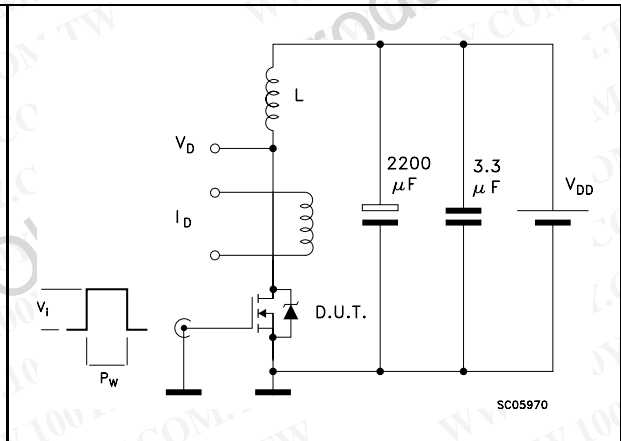 L
V_D
2200
μF
3.3
μF
V_DD
I_D
D.U.T.
V_i
P_W
SC05970